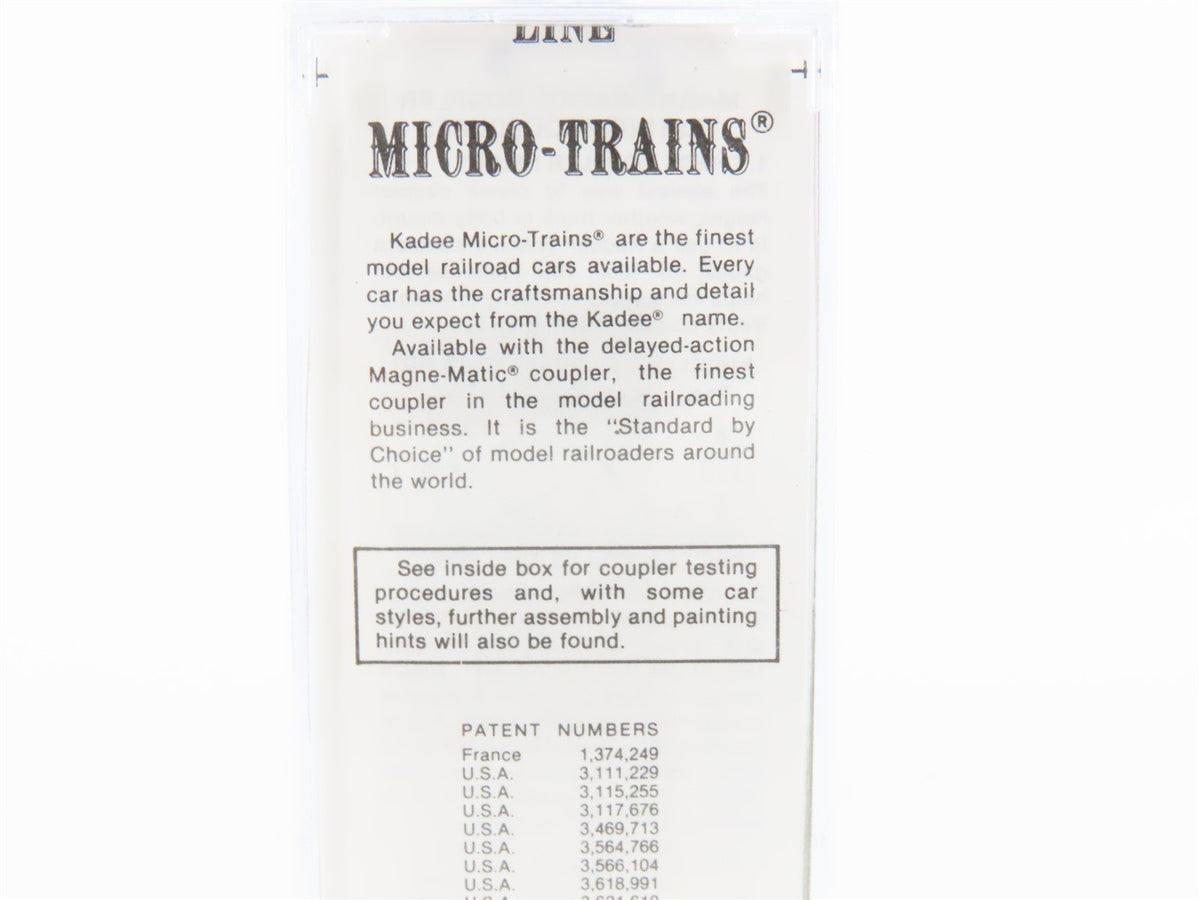 LINE
MICRO-TRAINS®
Kadee Micro-Trains® are the finest
model railroad cars available. Every
car has the craftsmanship and detail
you expect from the Kadee® name.
Available with the delayed-action
Magne-Matic® coupler, the finest
coupler in the model railroading
business. It is the “Standard by
Choice” of model railroaders around
the world.
See inside box for coupler testing
procedures and, with some car
styles, further assembly and painting
hints will also be found.
PATENT NUMBERS
France 1,374,249
U.S.A. 3,111,229
U.S.A. 3,115,255
U.S.A. 3,117,676
U.S.A. 3,469,713
U.S.A. 3,564,766
U.S.A. 3,566,104
U.S.A. 3,618,991